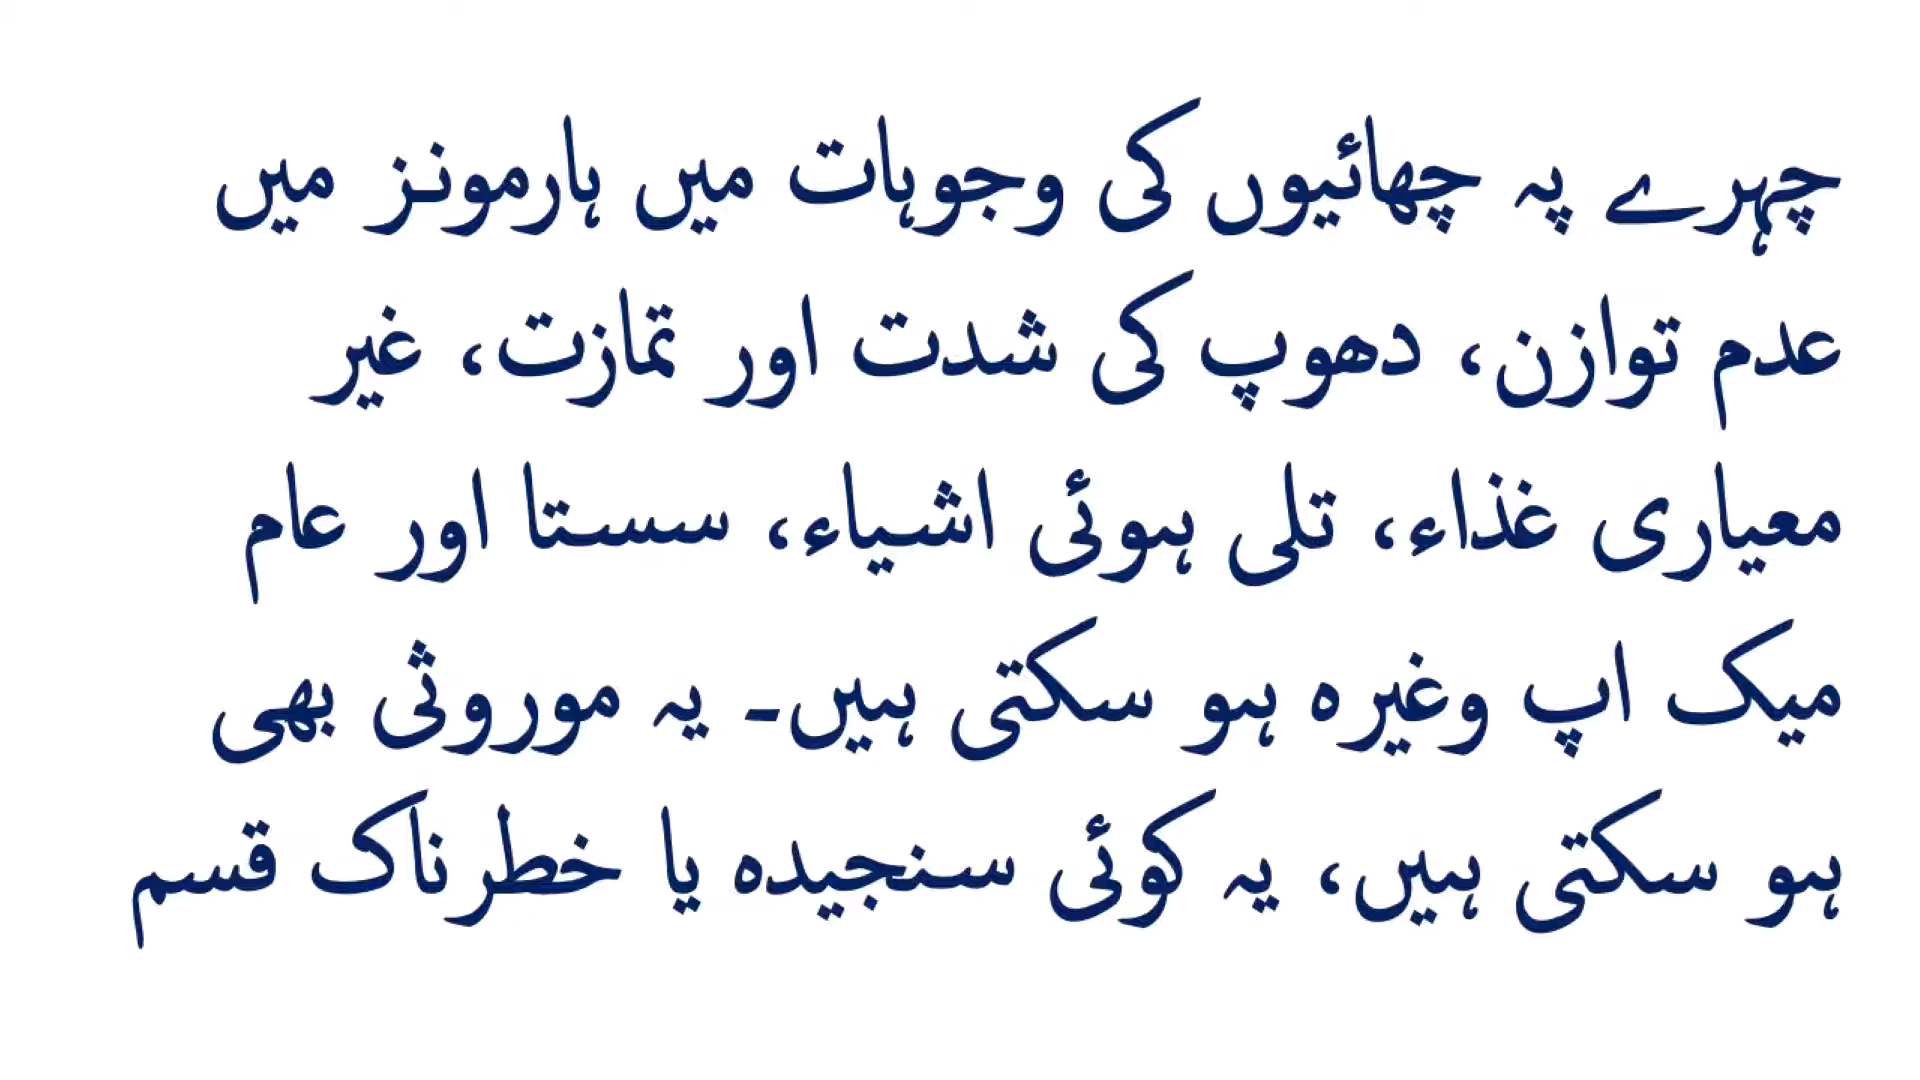 چہرے پہ چھائیوں کی وجوہات میں ہارمونز میں
عدم توازن، دھوپ کی شدت اور تمازت، غیر
معیاری غذاء، تلی ہوئی اشیاء، سستا اور عام
میک اپ وغیرہ ہو سکتی ہیں۔ یہ موروثی بھی
ہو سکتی ہیں، یہ کوئی سنجیدہ یا خطرناک قسم